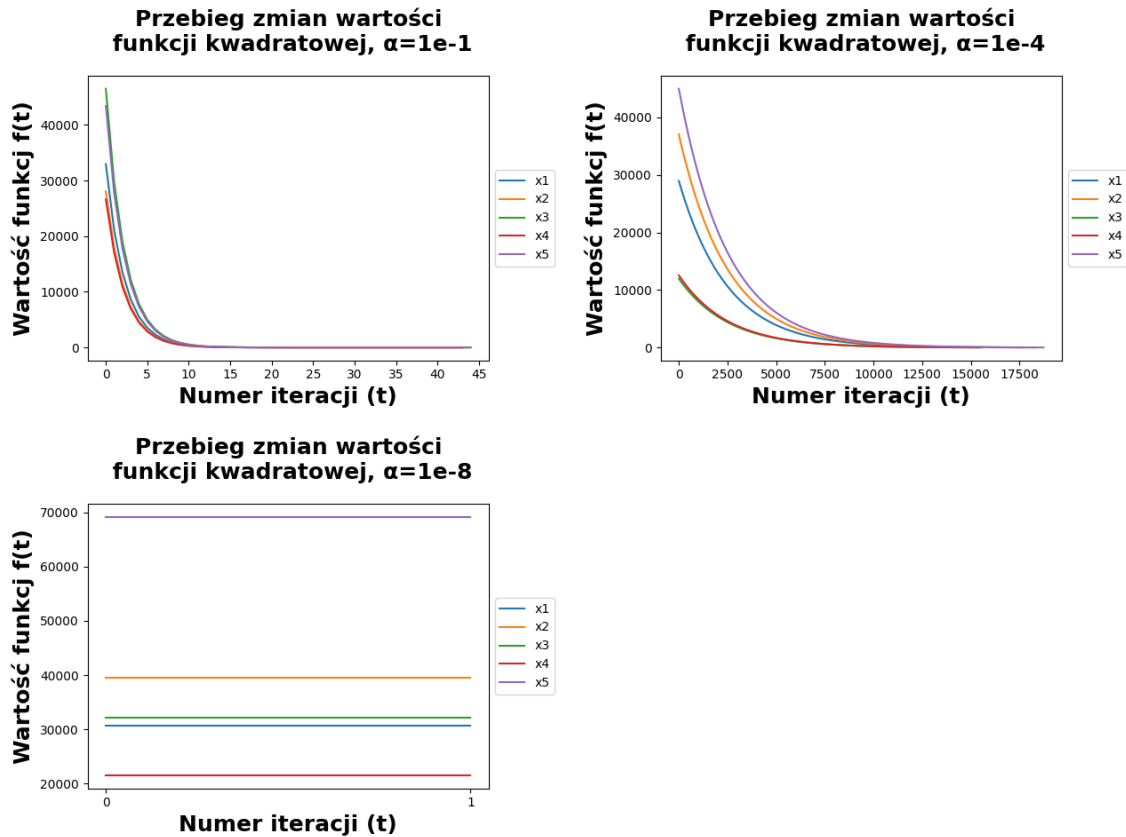 Przebieg zmian wartości
funkcji kwadratowej, α=1e-1
Wartość funkcj f(t)
40000
30000
20000
10000
0
0 5 10 15 20 25 30 35 40 45
Numer iteracji (t)
x1
x2
x3
x4
x5
Przebieg zmian wartości
funkcji kwadratowej, α=1e-4
Wartość funkcj f(t)
40000
30000
20000
10000
0
0 2500 5000 7500 10000 12500 15000 17500
Numer iteracji (t)
x1
x2
x3
x4
x5
Przebieg zmian wartości
funkcji kwadratowej, α=1e-8
Wartość funkcj f(t)
70000
60000
50000
40000
30000
20000
0 1
Numer iteracji (t)
x1
x2
x3
x4
x5